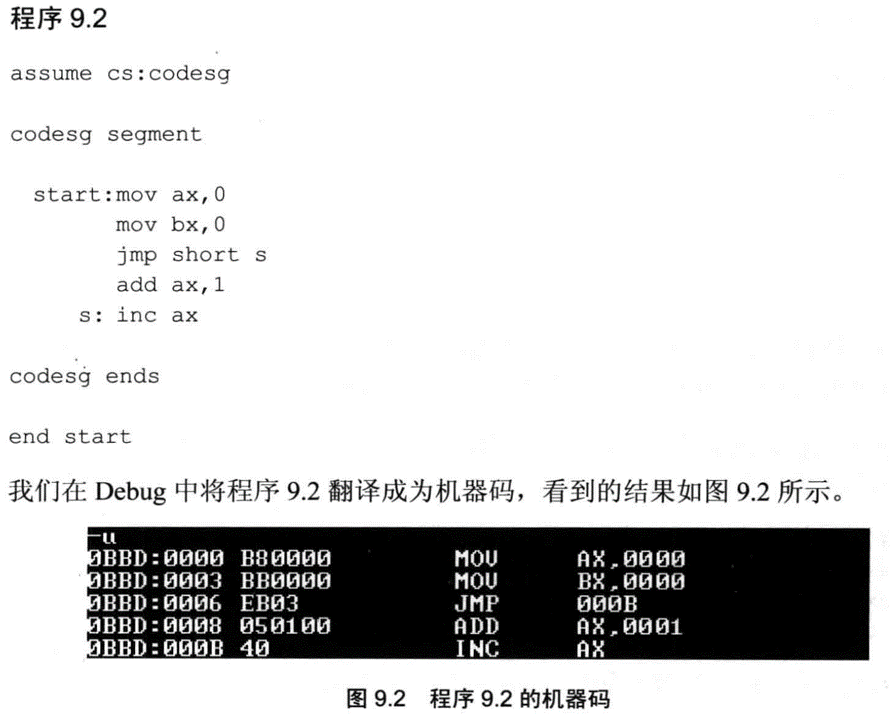 程序 9.2
assume cs:codesg
codesg segment
start:mov ax,0
mov bx,0
jmp short s
add ax,1
s: inc ax
codesg ends
end start
我们在 Debug 中将程序 9.2 翻译成为机器码，看到的结果如图 9.2 所示。
-u
0BBD:0000 B80000 MOV AX,0000
0BBD:0003 BB0000 MOV BX,0000
0BBD:0006 EB03 JMP 000B
0BBD:0008 050100 ADD AX,0001
0BBD:000B 40 INC AX
图 9.2 程序 9.2 的机器码